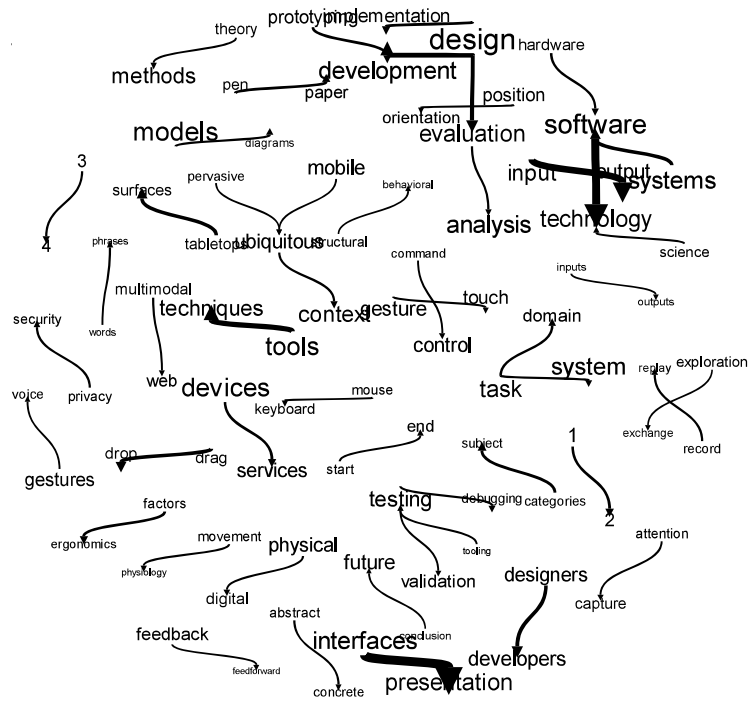 prototyping
implementation
theory
design
hardware
methods
development
pen
paper
position
orientation
evaluation
software
models
diagrams
3
mobile
input
output
systems
surfaces
pervasive
behavioral
technology
analysis
4
phrases
tabletops
ubiquitous
structural
command
science
inputs
multimodal
outputs
techniques
context
gesture
touch
domain
security
words
tools
control
system
replay
exploration
voice
privacy
web
devices
mouse
task
keyboard
end
exchange
1
record
drop
drag
services
start
subject
gestures
testing
debugging
categories
2
factors
attention
ergonomics
movement
physical
tooling
physiology
future
validation
designers
digital
capture
feedback
abstract
interfaces
conclusion
developers
feedforward
concrete
presentation